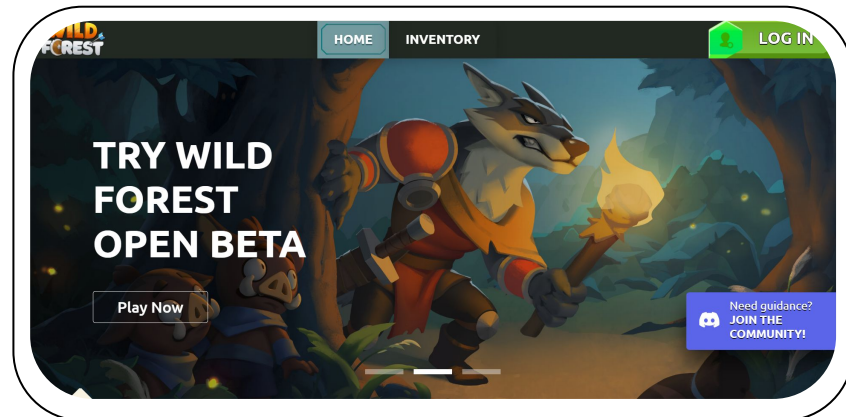 WILD
FOREST
HOME
INVENTORY
LOG IN
TRY WILD
FOREST
OPEN BETA
Play Now
Need guidance?
JOIN THE
COMMUNITY!